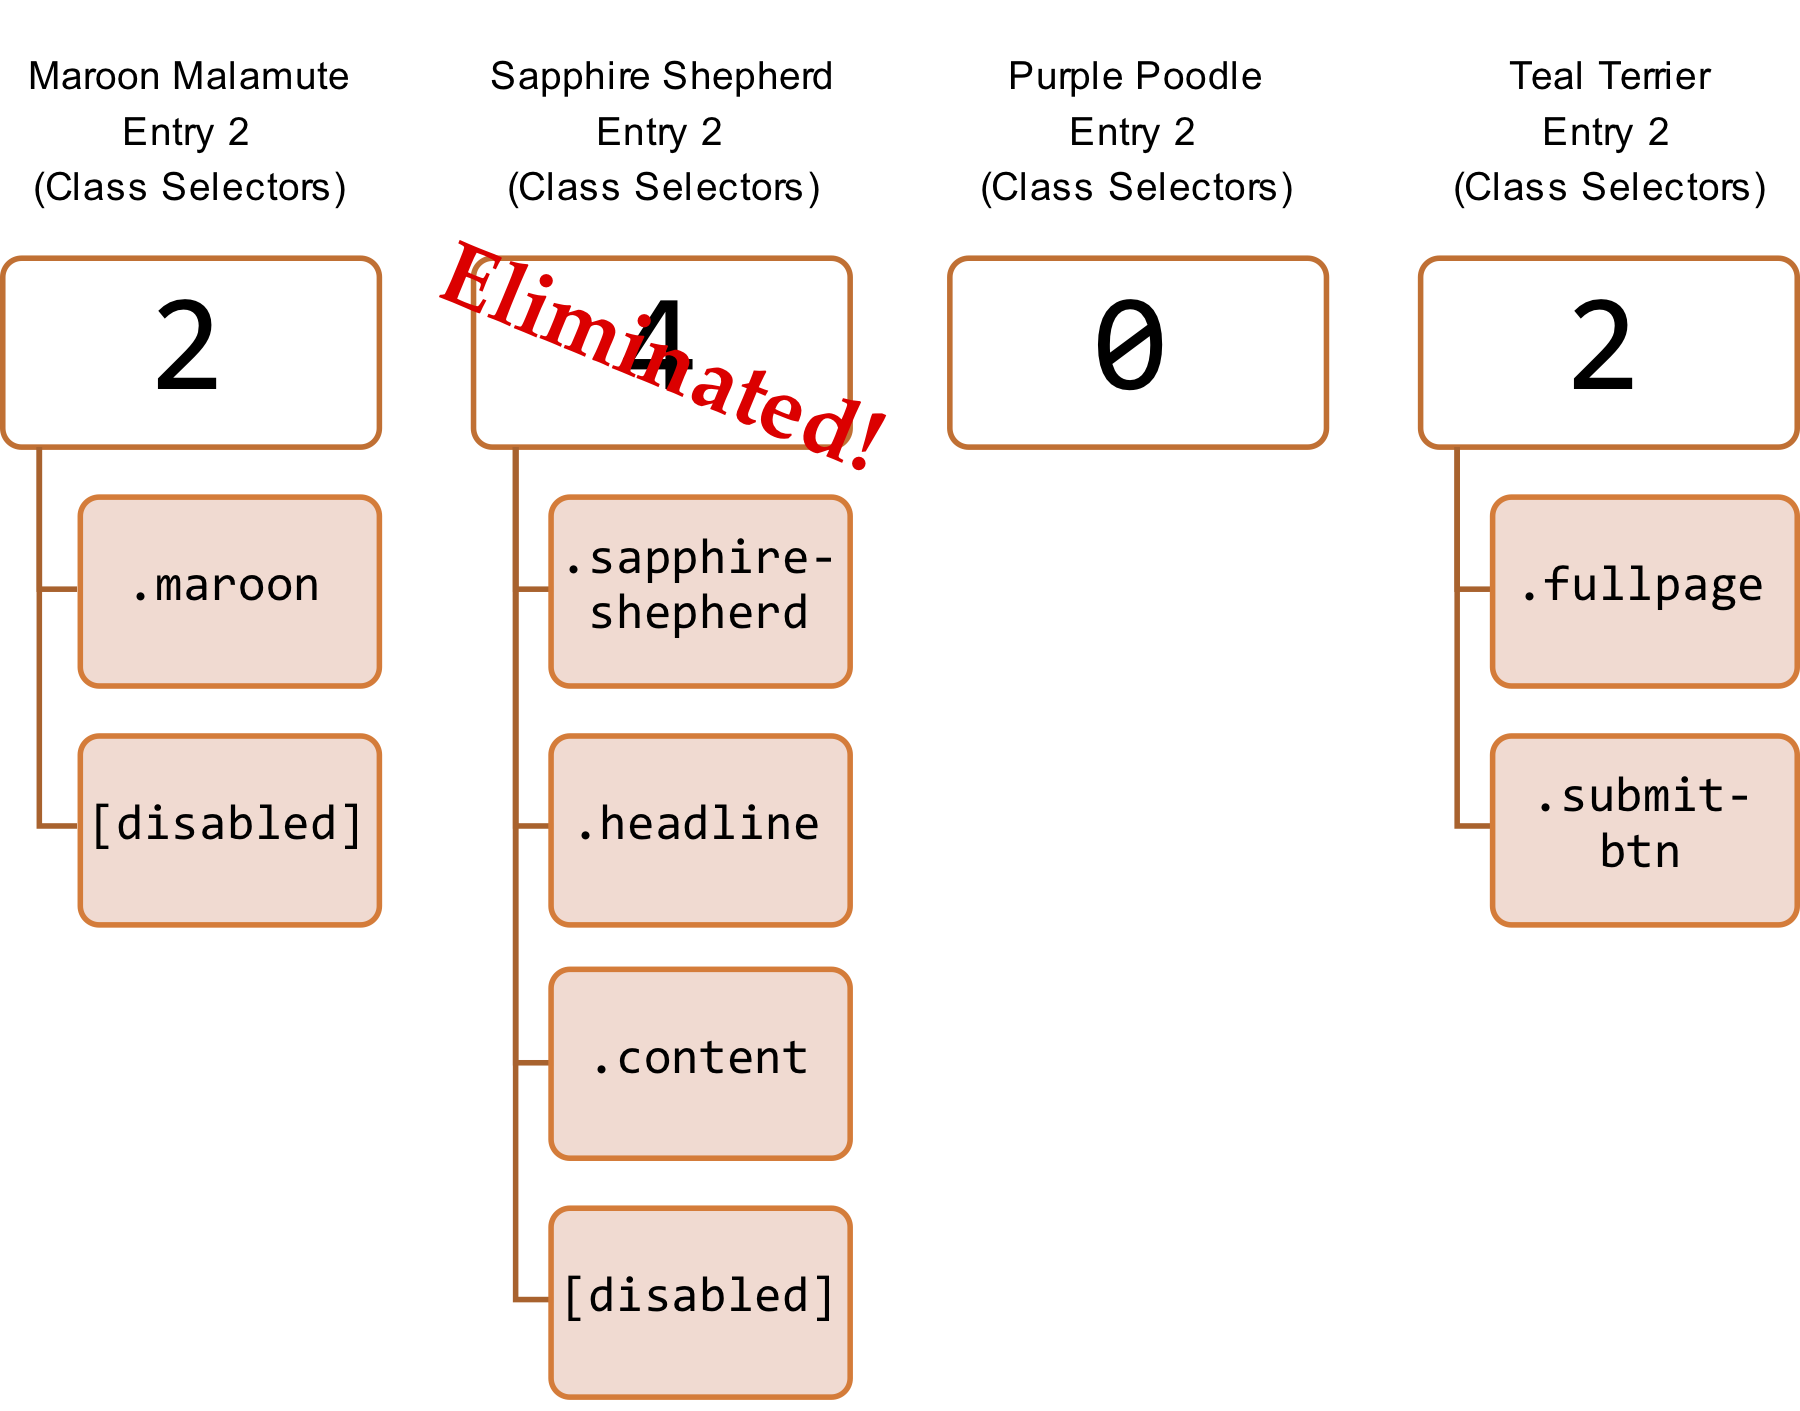 Maroon Malamute
Entry 2
(Class Selectors)
2
.maroon
[disabled]
Sapphire Shepherd
Entry 2
(Class Selectors)
4
Eliminated!
.sapphire-
shepherd
.headline
.content
[disabled]
Purple Poodle
Entry 2
(Class Selectors)
0
Teal Terrier
Entry 2
(Class Selectors)
2
.fullpage
.submit-
btn